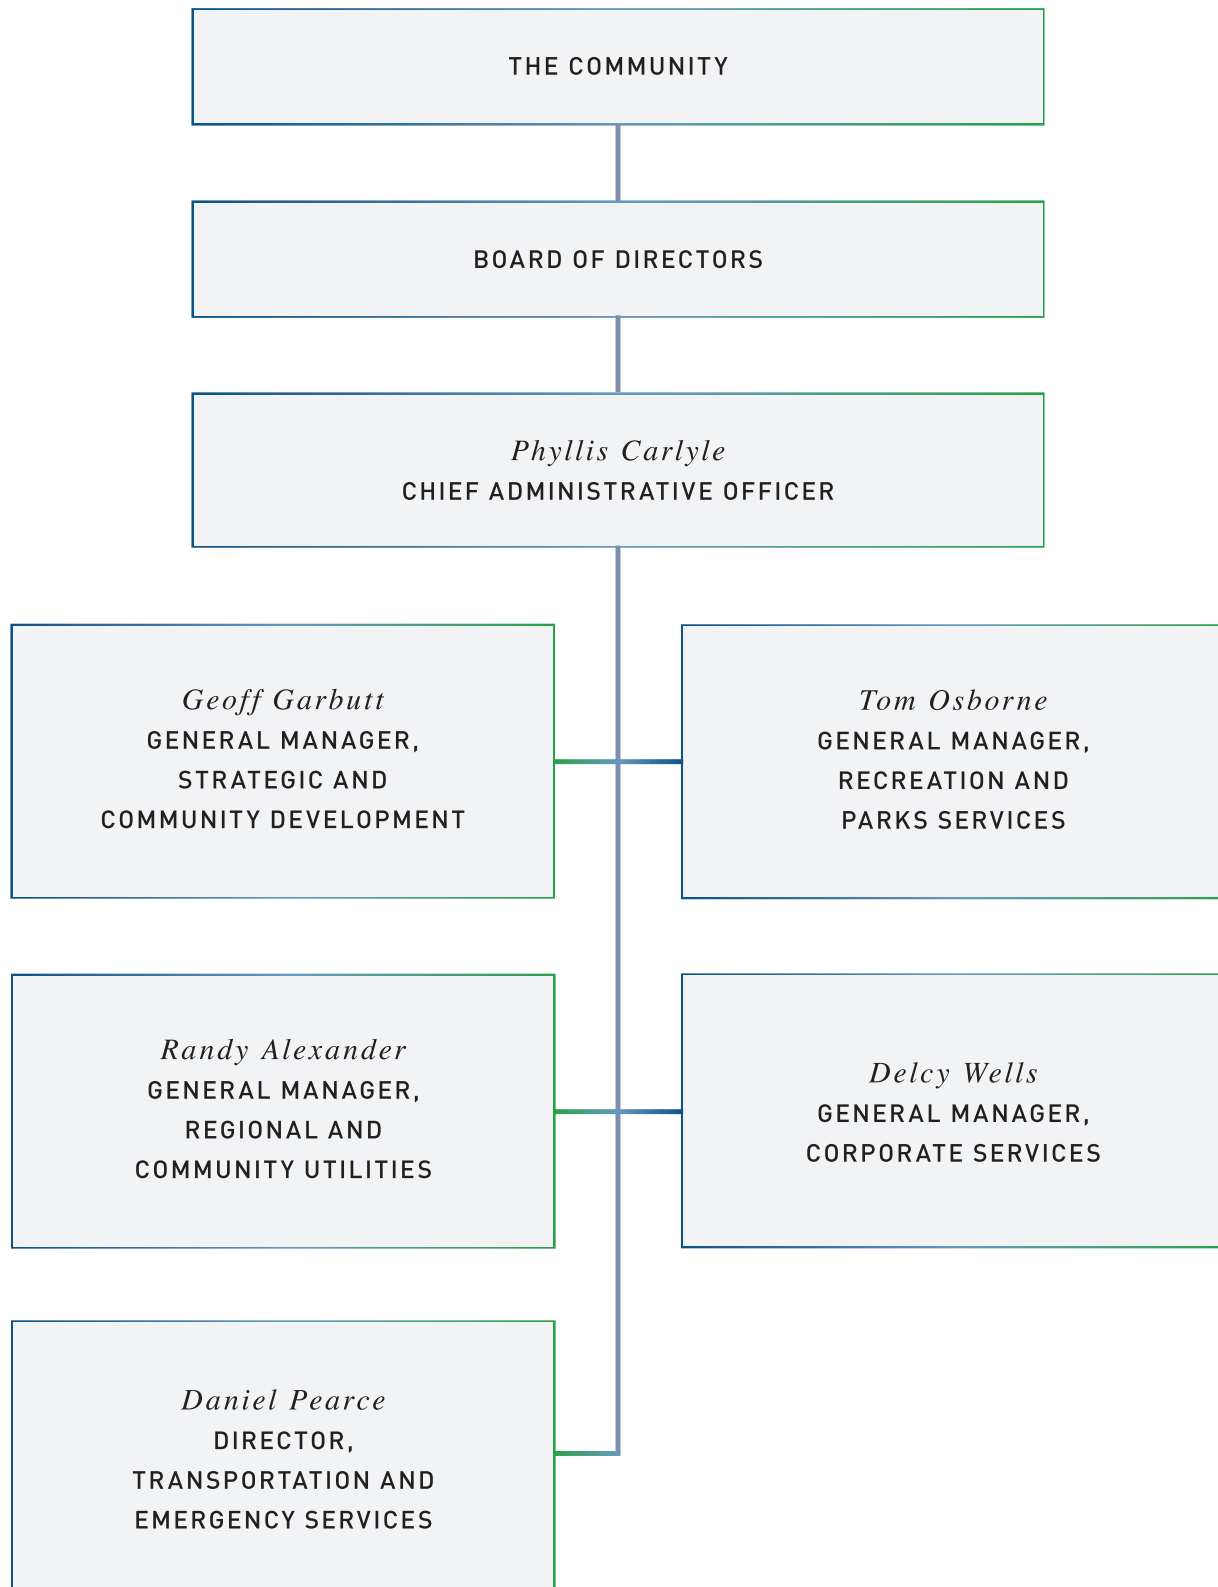 THE COMMUNITY
BOARD OF DIRECTORS
Phyllis Carlyle
CHIEF ADMINISTRATIVE OFFICER
Geoff Garbutt
GENERAL MANAGER,
STRATEGIC AND
COMMUNITY DEVELOPMENT
Tom Osborne
GENERAL MANAGER,
RECREATION AND
PARKS SERVICES
Randy Alexander
GENERAL MANAGER,
REGIONAL AND
COMMUNITY UTILITIES
Delcy Wells
GENERAL MANAGER,
CORPORATE SERVICES
Daniel Pearce
DIRECTOR,
TRANSPORTATION AND
EMERGENCY SERVICES